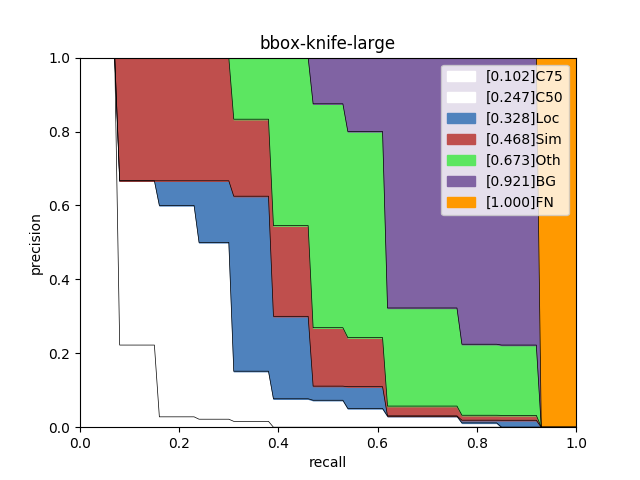 bbox-knife-large
1.0
0.8
0.6
0.4
0.2
0.0
precision
[0.102]C75
[0.247]C50
[0.328]Loc
[0.468]Sim
[0.673]Oth
[0.921]BG
[1.000]FN
0.0 0.2 0.4 0.6 0.8 1.0
recall